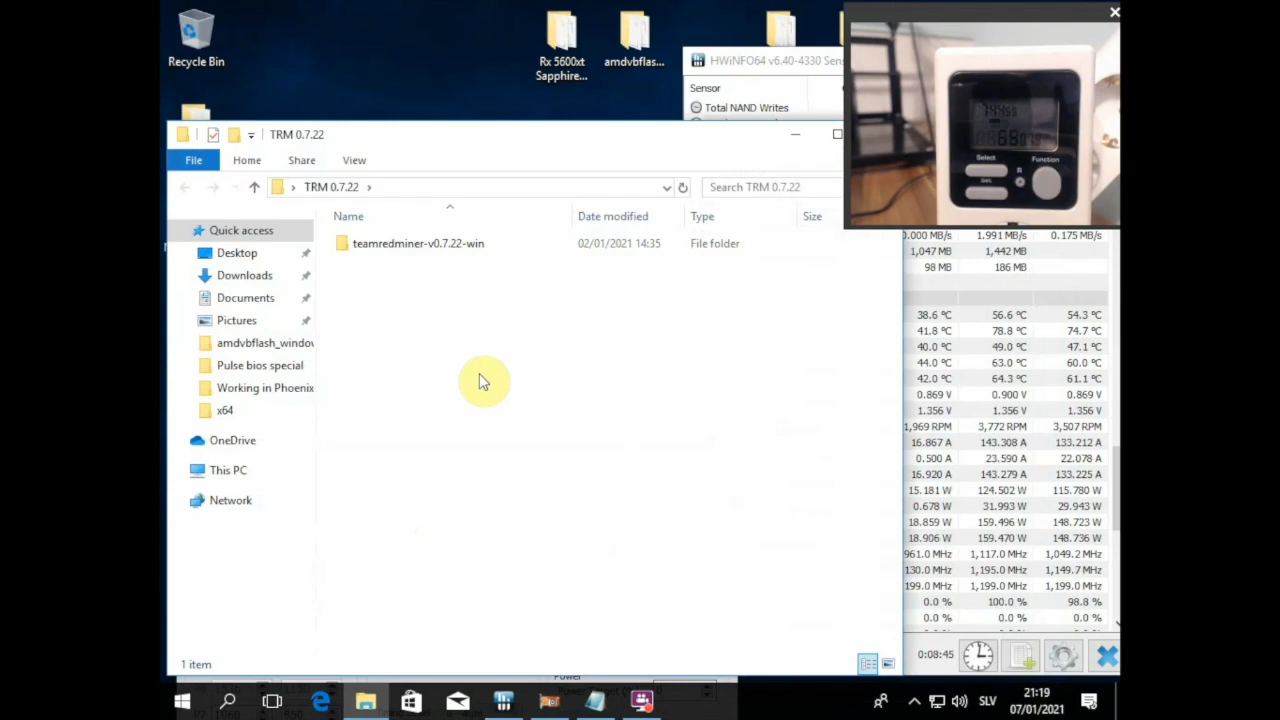 Recycle Bin
Rx 5600xt
Sapphire...
amdvbflas...
HWiNFO64 v6.40-4330 Sens
Sensor
Total NAND Writes
TRM 0.7.22
File Home Share View
TRM 0.7.22
Search TRM 0.7.22
Name Date modified Type Size
teamredminer-v0.7.22-win 02/01/2021 14:35 File folder
Quick access
Desktop
Downloads
Documents
Pictures
amdvbflash_window
Pulse bios special
Working in Phoenix
x64
OneDrive
This PC
Network
1 item
Select
Function
R
0.000 MB/s 1.991 MB/s 0.175 MB/s
1,047 MB 1,442 MB
98 MB 186 MB
38.6 °C 56.6 °C 54.3 °C
41.8 °C 78.8 °C 74.7 °C
40.0 °C 49.0 °C 47.1 °C
44.0 °C 63.0 °C 60.0 °C
42.0 °C 64.3 °C 61.1 °C
0.869 V 0.900 V 0.869 V
1.356 V 1.356 V 1.356 V
1,969 RPM 3,772 RPM 3,507 RPM
16.867 A 143.308 A 133.212 A
0.500 A 23.590 A 22.078 A
16.920 A 143.279 A 133.225 A
15.181 W 124.502 W 115.780 W
0.678 W 31.993 W 29.943 W
18.859 W 159.496 W 148.723 W
18.906 W 159.470 W 148.736 W
961.0 MHz 1,117.0 MHz 1,049.2 MHz
130.0 MHz 1,195.0 MHz 1,149.7 MHz
199.0 MHz 1,199.0 MHz 1,199.0 MHz
0.0 % 100.0 % 98.8 %
0.0 % 0.0 % 0.0 %
0:08:45
Power
SLV
21:19
07/01/2021